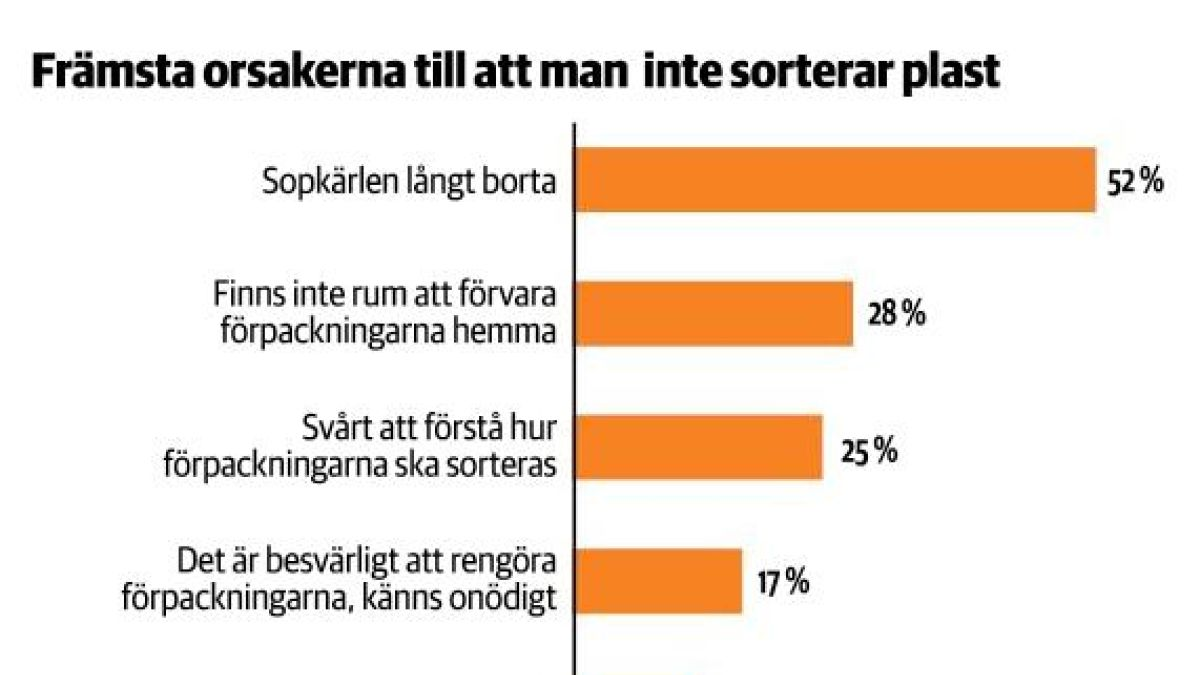 Främsta orsakerna till att man inte sorterar plast
Sopkärlen långt borta
52 %
Finns inte rum att förvara
förpackningarna hemma
28 %
Svårt att förstå hur
förpackningarna ska sorteras
25 %
Det är besvärligt att rengöra
förpackningarna, känns onödigt
17 %